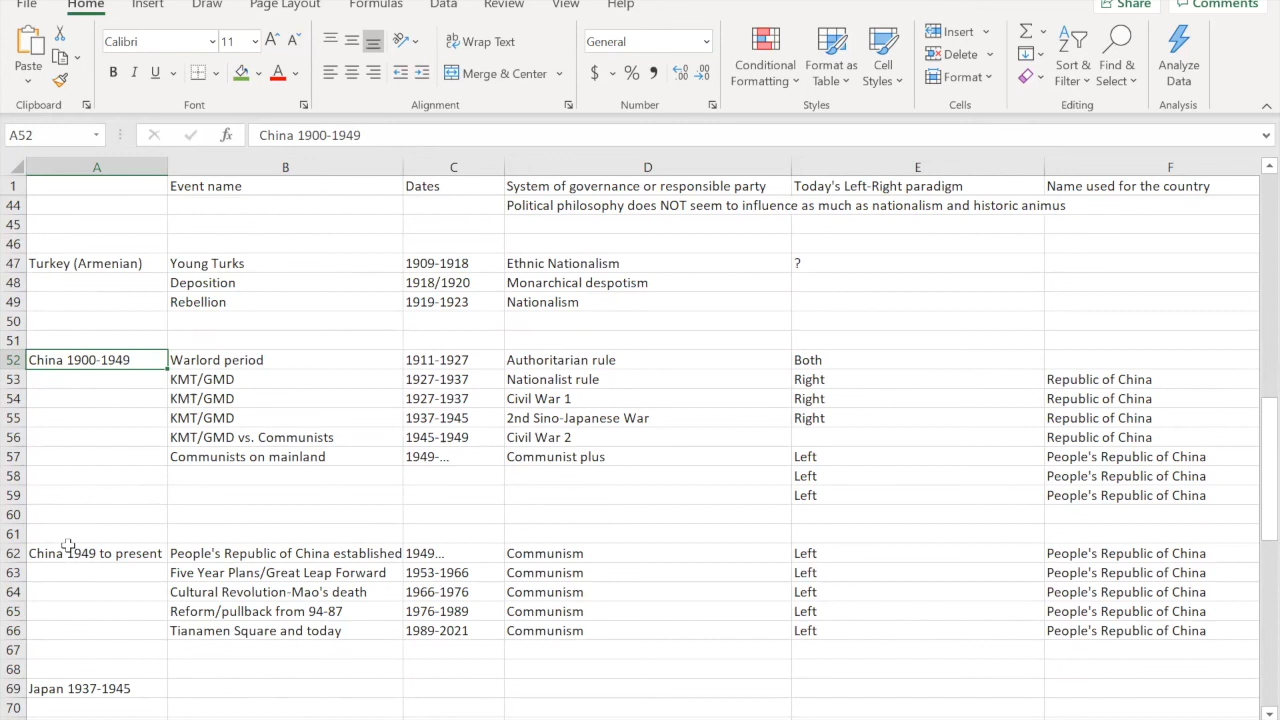 File Home Insert Draw Page Layout Formulas Data Review View Help Share Comments
Calibri 11 Wrap Text General Insert
Paste B I U Merge & Center $ % Conditional Formatting Format as Table Cell Styles Delete Format Sort & Filter Find & Select Analyze Data
Clipboard Font Alignment Number Styles Cells Editing Analysis
A52 fx China 1900-1949
A B C D E F
1 Event name Dates System of governance or responsible party Today's Left-Right paradigm Name used for the country
44 Political philosophy does NOT seem to influence as much as nationalism and historic animus
45
46
47 Turkey (Armenian) Young Turks 1909-1918 Ethnic Nationalism ?
48 Deposition 1918/1920 Monarchical despotism
49 Rebellion 1919-1923 Nationalism
50
51
52 China 1900-1949 Warlord period 1911-1927 Authoritarian rule Both
53 KMT/GMD 1927-1937 Nationalist rule Right Republic of China
54 KMT/GMD 1927-1937 Civil War 1 Right Republic of China
55 KMT/GMD 1937-1945 2nd Sino-Japanese War Right Republic of China
56 KMT/GMD vs. Communists 1945-1949 Civil War 2 Republic of China
57 Communists on mainland 1949-... Communist plus Left People's Republic of China
58 Left People's Republic of China
59 Left People's Republic of China
60
61
62 China 1949 to present People's Republic of China established 1949... Communism Left People's Republic of China
63 Five Year Plans/Great Leap Forward 1953-1966 Communism Left People's Republic of China
64 Cultural Revolution-Mao's death 1966-1976 Communism Left People's Republic of China
65 Reform/pullback from 94-87 1976-1989 Communism Left People's Republic of China
66 Tianamen Square and today 1989-2021 Communism Left People's Republic of China
67
68
69 Japan 1937-1945
70